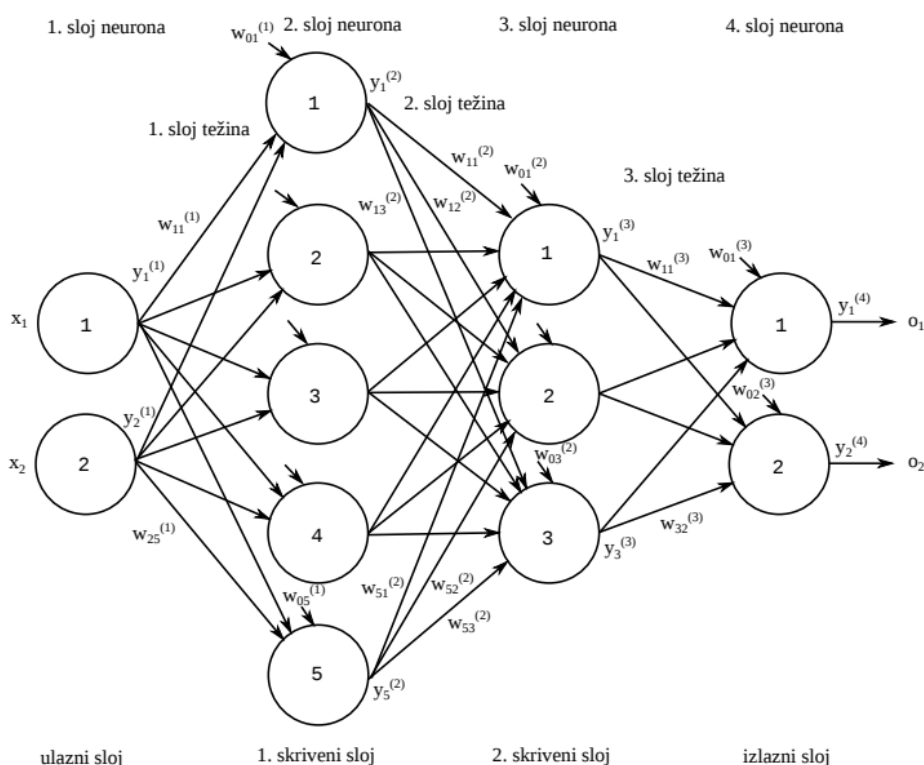 1. sloj neurona
2. sloj neurona
3. sloj neurona
4. sloj neurona
w₀₁⁽¹⁾
y₁⁽²⁾
1
2. sloj težina
1. sloj težina
w₁₁⁽²⁾
w₀₁⁽²⁾
3. sloj težina
w₁₃⁽²⁾
w₁₂⁽²⁾
w₁₁⁽¹⁾
2
1
y₁⁽³⁾
w₁₁⁽³⁾
w₀₁⁽³⁾
y₁⁽¹⁾
y₁⁽⁴⁾
x₁
1
1
o₁
3
2
w₀₂⁽³⁾
y₂⁽¹⁾
w₀₃⁽²⁾
y₂⁽⁴⁾
x₂
2
2
o₂
w₂₅⁽¹⁾
4
3
w₃₂⁽³⁾
y₃⁽³⁾
w₀₅⁽¹⁾
w₅₁⁽²⁾
w₅₂⁽²⁾
w₅₃⁽²⁾
5
y₅⁽²⁾
ulazni sloj
1. skriveni sloj
2. skriveni sloj
izlazni sloj